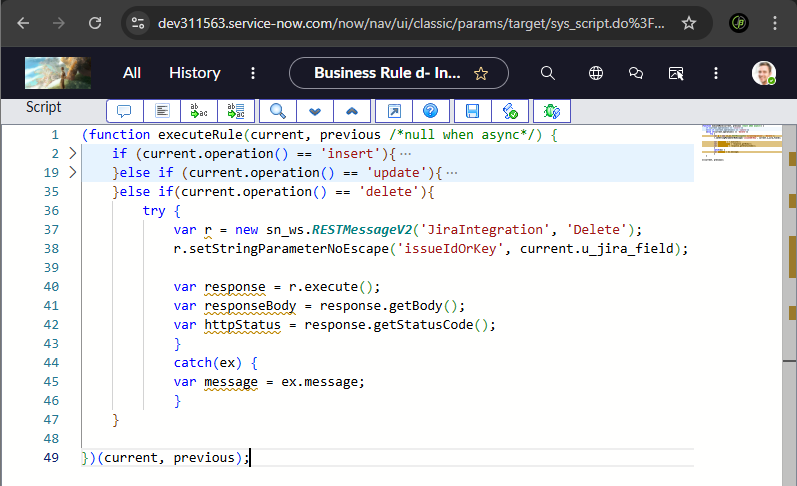 dev311563.service-now.com/now/nav/ui/classic/params/target/sys_script.do%3F...
All History Business Rule d- In...
Script
1 (function executeRule(current, previous /*null when async*/) {
2 if (current.operation() == 'insert'){ ...
19 }else if (current.operation() == 'update'){ ...
35 }else if(current.operation() == 'delete'){
36 try {
37 var r = new sn_ws.RESTMessageV2('JiraIntegration', 'Delete');
38 r.setStringParameterNoEscape('issueIdOrKey', current.u_jira_field);
39
40 var response = r.execute();
41 var responseBody = response.getBody();
42 var httpStatus = response.getStatusCode();
43 }
44 catch(ex) {
45 var message = ex.message;
46 }
47 }
48
49 })(current, previous);